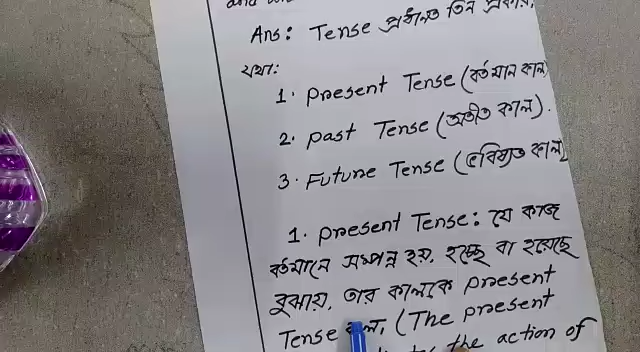 Ans: Tense প্রধানত তিন প্রকার,
যথা:
1. Present Tense (বর্তমান কাল)
2. Past Tense (অতীত কাল).
3. Future Tense (ভবিষ্যত কাল)
1. Present Tense: যে কাজ
বর্তমানে সম্পন্ন হয়, হচ্ছে বা হয়েছে
বুঝায়, তার কালকে Present
Tense বলে। (The present
the action of